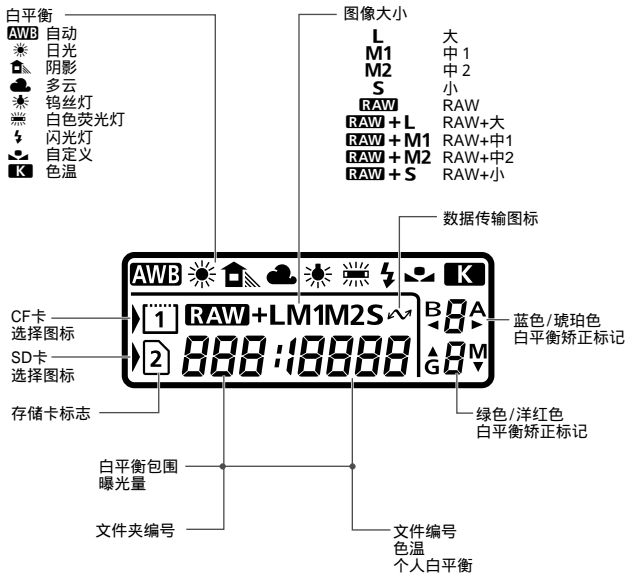 白平衡
AWB 自动
日光
阴影
多云
钨丝灯
白色荧光灯
闪光灯
自定义
K 色温
图像大小
L 大
M1 中1
M2 中2
S 小
RAW RAW
RAW+L RAW+大
RAW+M1 RAW+中1
RAW+M2 RAW+中2
RAW+S RAW+小
数据传输图标
AWB K
1 RAW+LM1M2S B 8 A
2 888:8888 G 8 M
CF卡
选择图标
SD卡
选择图标
存储卡标志
蓝色/琥珀色
白平衡矫正标记
绿色/洋红色
白平衡矫正标记
白平衡包围
曝光量
文件夹编号
文件编号
色温
个人白平衡